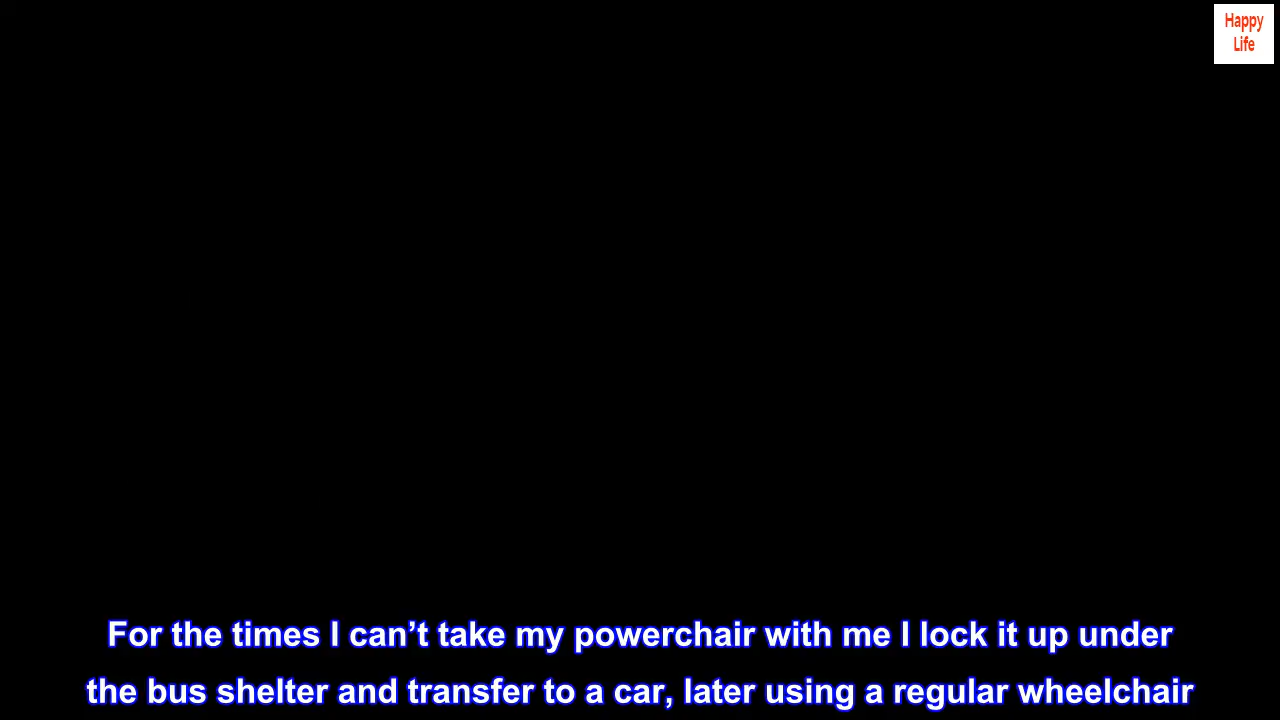 Happy
Life
For the times I can’t take my powerchair with me I lock it up under
the bus shelter and transfer to a car, later using a regular wheelchair